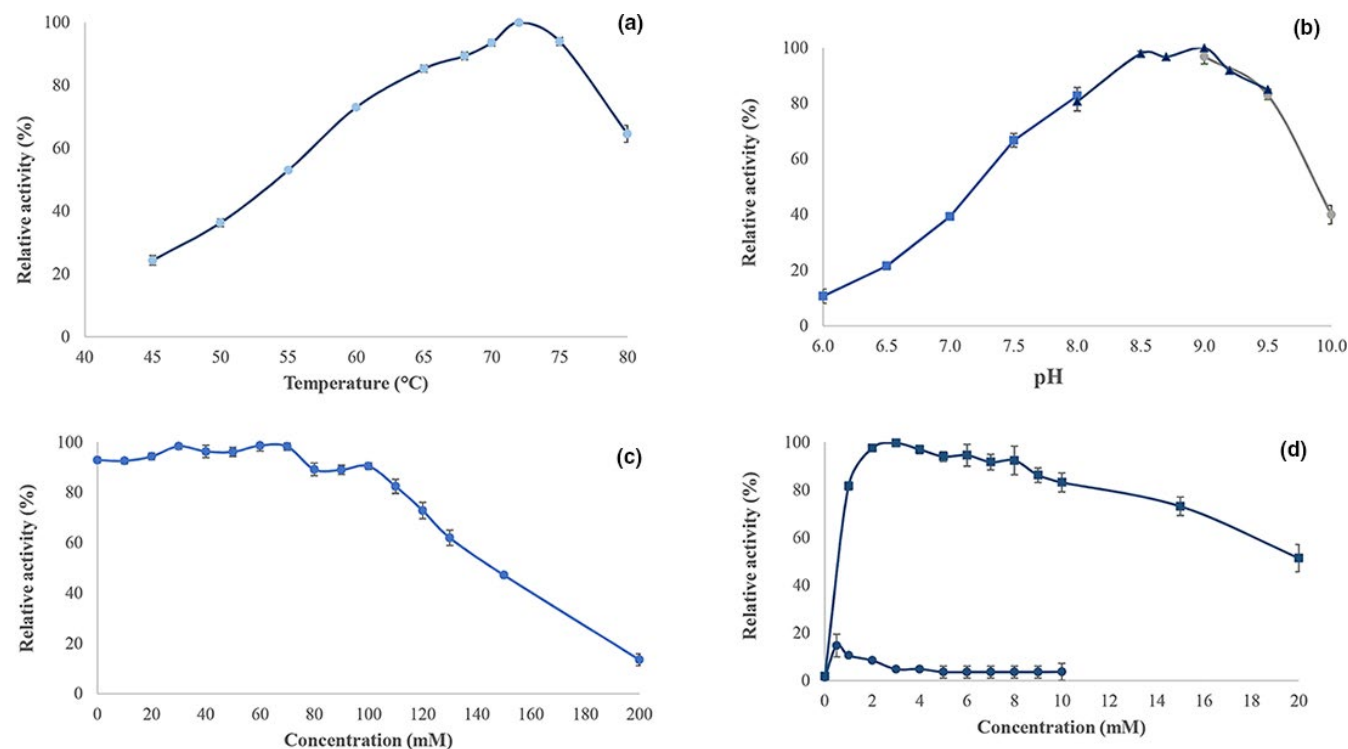 (a)
Relative activity (%)
100
80
60
40
20
0
40 45 50 55 60 65 70 75 80
Temperature (°C)
(b)
Relative activity (%)
100
80
60
40
20
0
6.0 6.5 7.0 7.5 8.0 8.5 9.0 9.5 10.0
pH
(c)
Relative activity (%)
100
80
60
40
20
0
0 20 40 60 80 100 120 140 160 180 200
Concentration (mM)
(d)
Relative activity (%)
100
80
60
40
20
0
0 2 4 6 8 10 12 14 16 18 20
Concentration (mM)